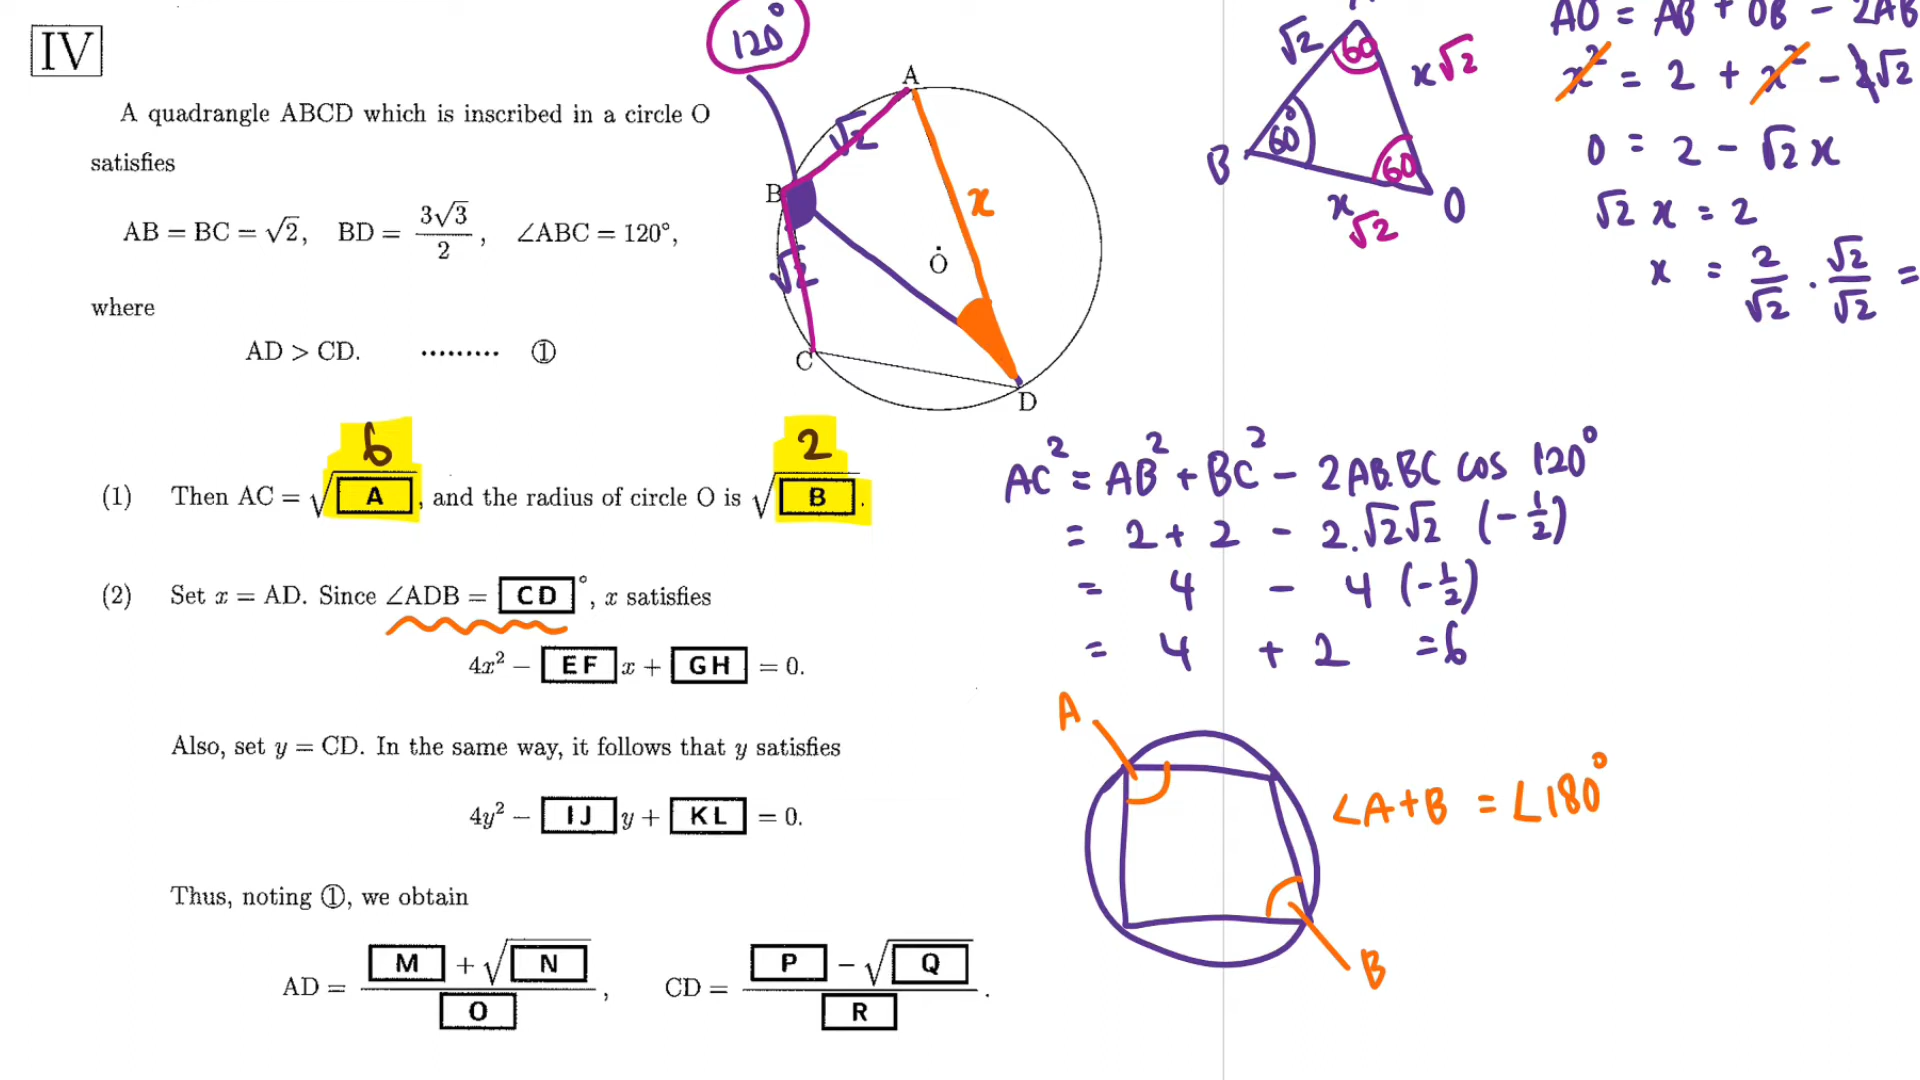 IV
A quadrangle ABCD which is inscribed in a circle O
satisfies
AB = BC = √2, BD = 3√3/2, ∠ABC = 120°,
where
AD > CD. ········· ①
6
2
(1) Then AC = √A, and the radius of circle O is √B.
(2) Set x = AD. Since ∠ADB = CD°, x satisfies
4x² − EF x + GH = 0.
Also, set y = CD. In the same way, it follows that y satisfies
4y² − IJ y + KL = 0.
Thus, noting ①, we obtain
AD = (M + √N)/O, CD = (P − √Q)/R.
120°
A
B
C
D
O
√2
√2
x
√2
60
x√2
B
60°
60
O
x
√2
AO = AB + OB − 2AB
x² = 2 + x² − 2√2
0 = 2 − √2 x
√2 x = 2
x = 2/√2 · √2/√2 =
AC² = AB² + BC² − 2AB.BC cos 120°
= 2 + 2 − 2.√2√2 (−1/2)
= 4 − 4 (−1/2)
= 4 + 2 = 6
A
∠A+B = ∠180°
B